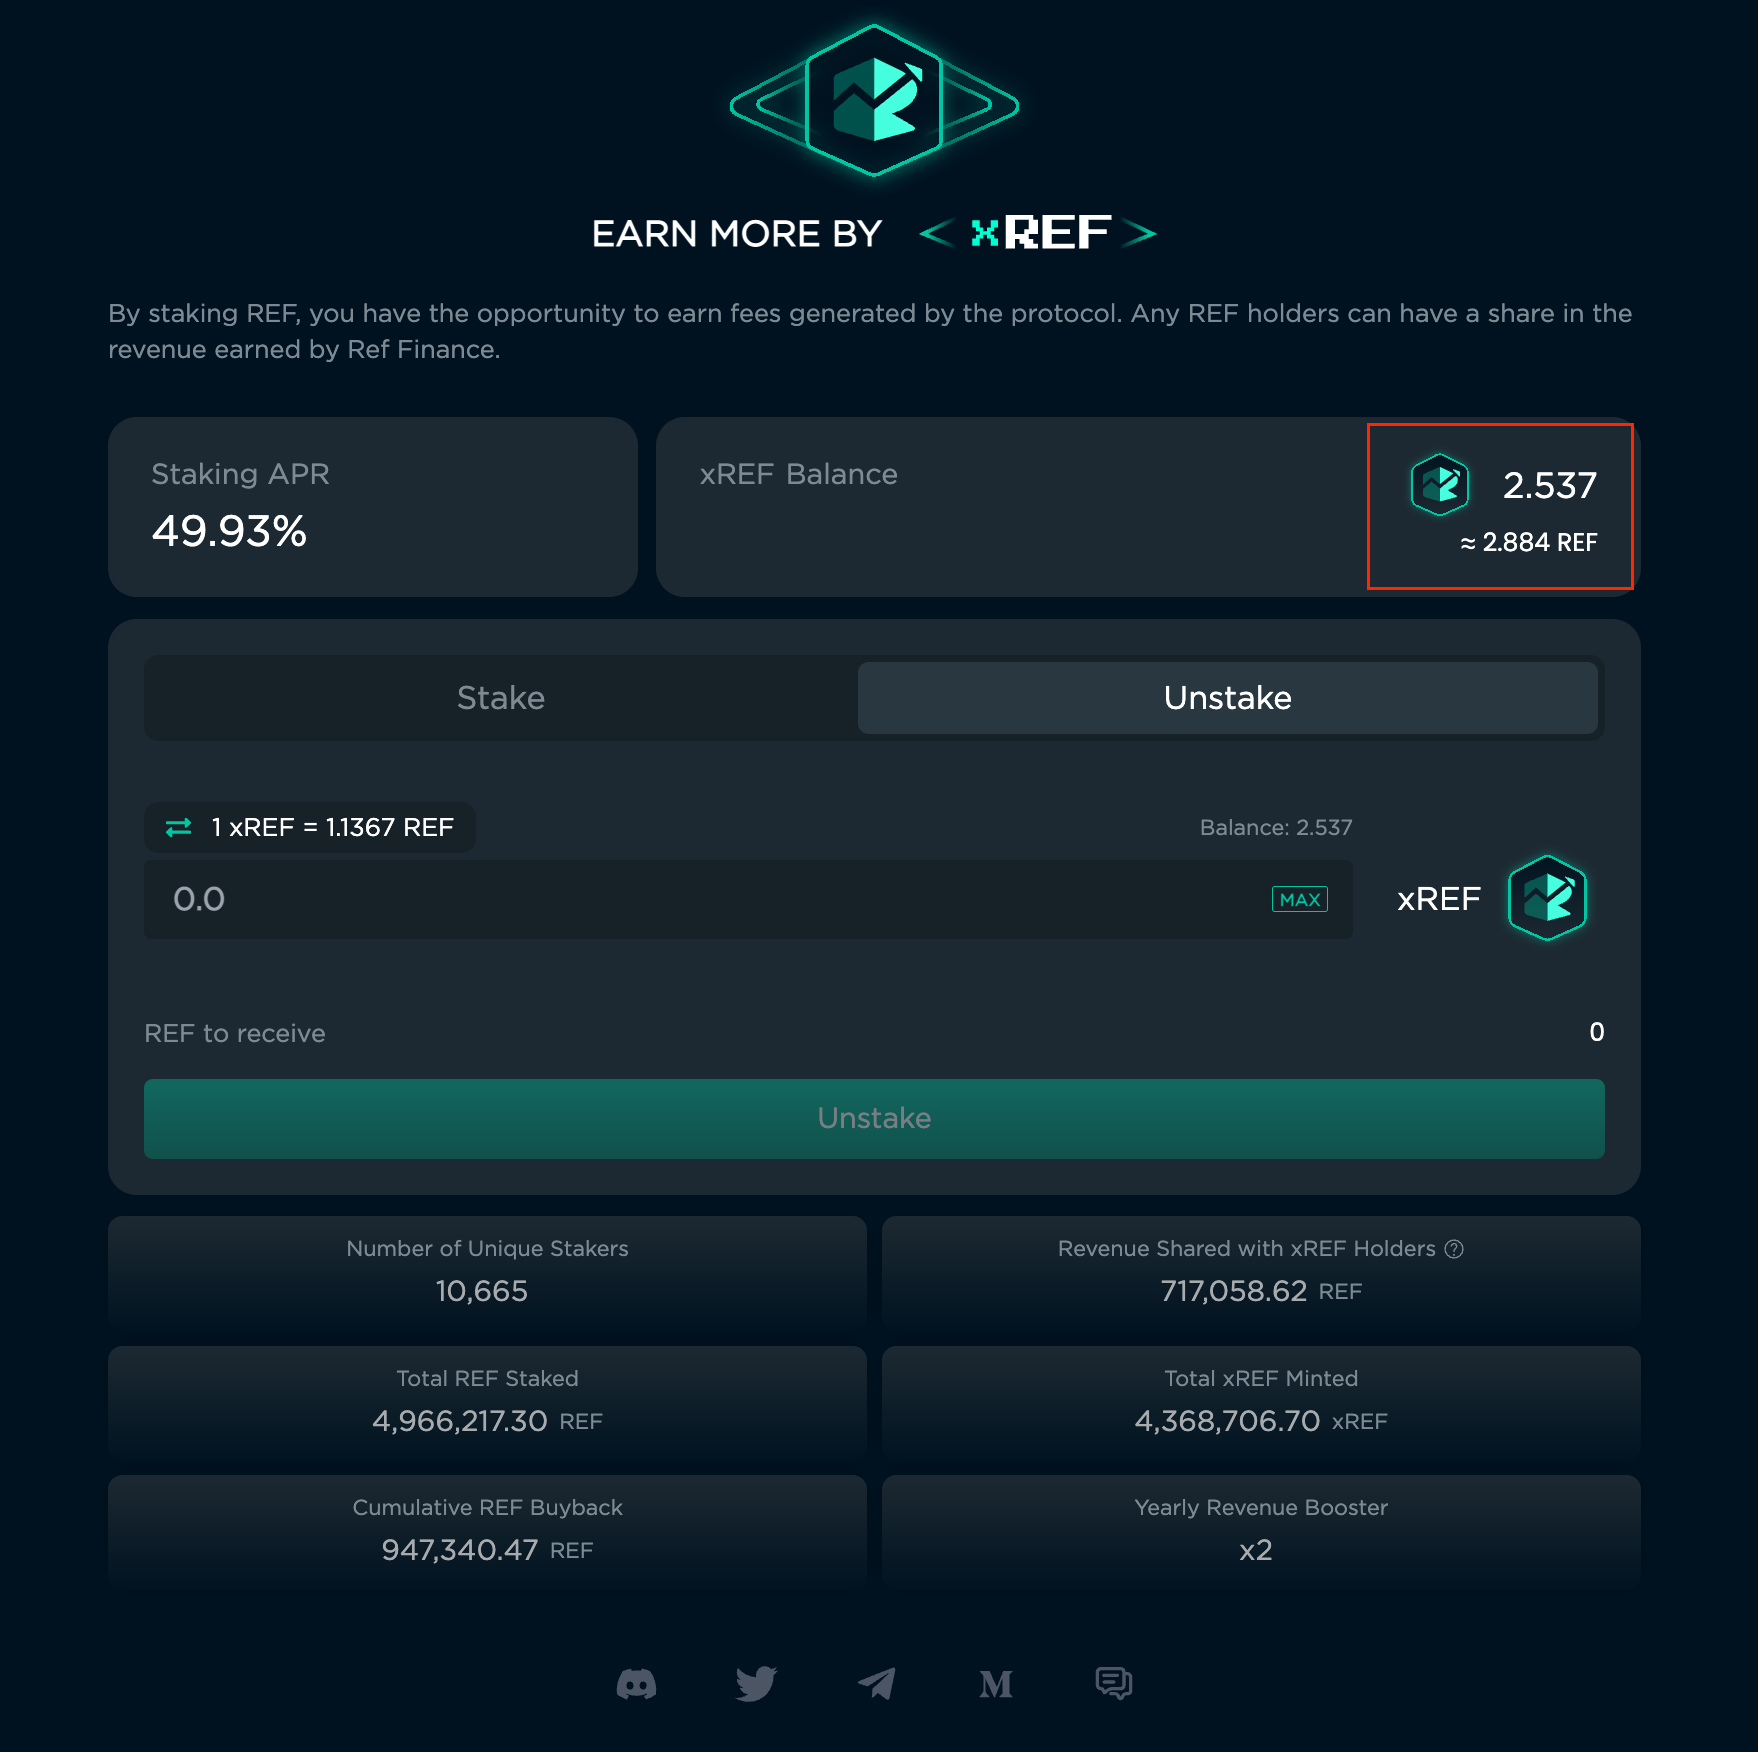 EARN MORE BY < xREF >
By staking REF, you have the opportunity to earn fees generated by the protocol. Any REF holders can have a share in the
revenue earned by Ref Finance.
Staking APR
49.93%
xREF Balance
2.537
≈ 2.884 REF
Stake
Unstake
1 xREF = 1.1367 REF
Balance: 2.537
0.0
MAX
xREF
REF to receive
0
Unstake
Number of Unique Stakers
10,665
Revenue Shared with xREF Holders ?
717,058.62 REF
Total REF Staked
4,966,217.30 REF
Total xREF Minted
4,368,706.70 xREF
Cumulative REF Buyback
947,340.47 REF
Yearly Revenue Booster
x2